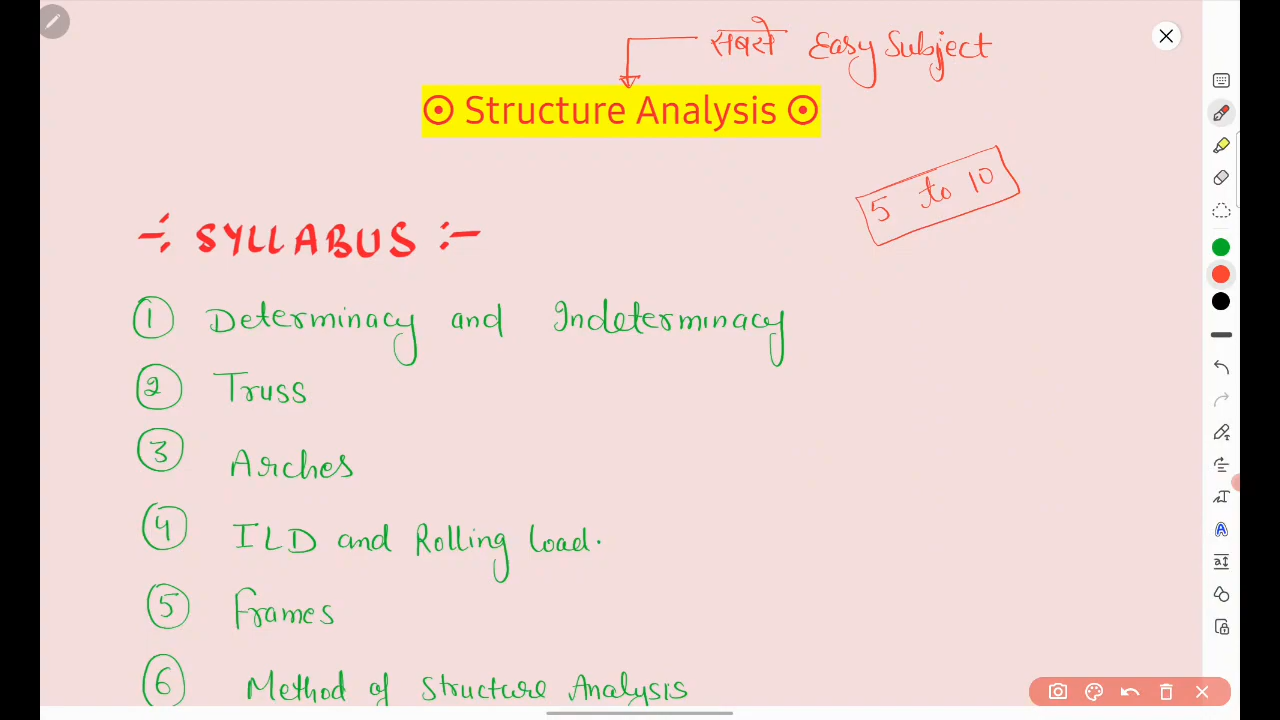 सबसे Easy Subject
⊙ Structure Analysis ⊙
5 to 10
-: SYLLABUS :-
① Determinacy and Indeterminacy
② Truss
③ Arches
④ ILD and Rolling load.
⑤ Frames
⑥ Method of Structure Analysis